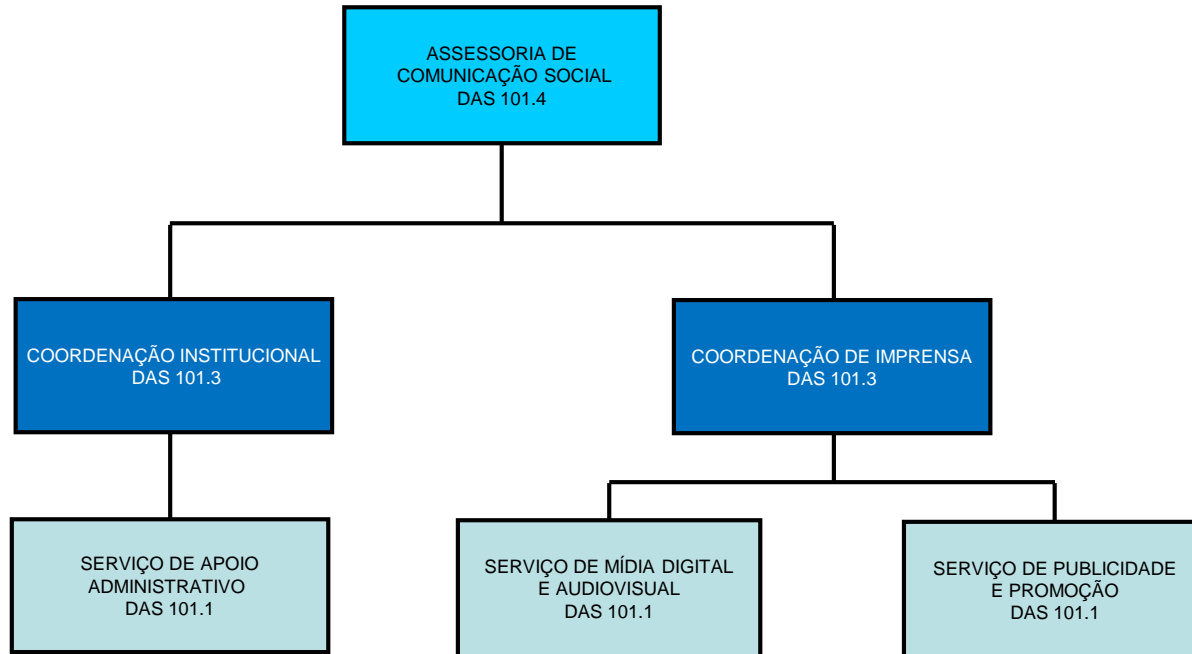 ASSESSORIA DE
COMUNICAÇÃO SOCIAL
DAS 101.4
COORDENAÇÃO INSTITUCIONAL
DAS 101.3
COORDENAÇÃO DE IMPRENSA
DAS 101.3
SERVIÇO DE APOIO
ADMINISTRATIVO
DAS 101.1
SERVIÇO DE MÍDIA DIGITAL
E AUDIOVISUAL
DAS 101.1
SERVIÇO DE PUBLICIDADE
E PROMOÇÃO
DAS 101.1